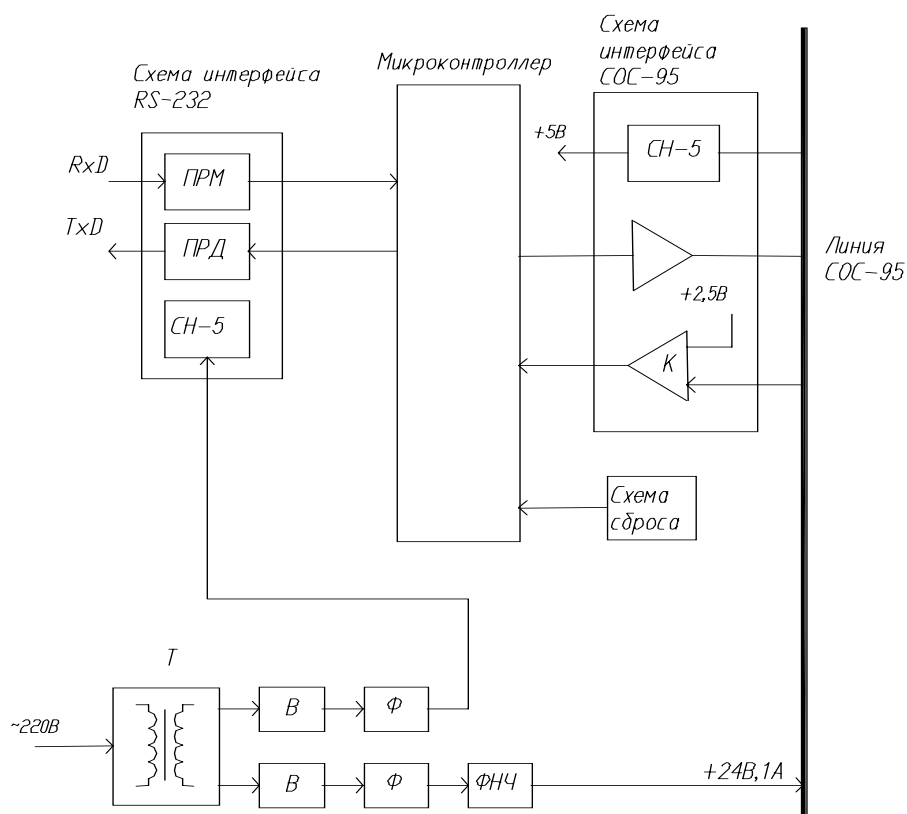 Схема интерфейса
RS-232
Микроконтроллер
Схема
интерфейса
СОС-95
RxD
ПРМ
TxD
ПРД
СН-5
+5В
СН-5
Линия
СОС-95
+2,5В
К
Схема
сброса
Т
~220В
В
Ф
В
Ф
ФНЧ
+24В,1А